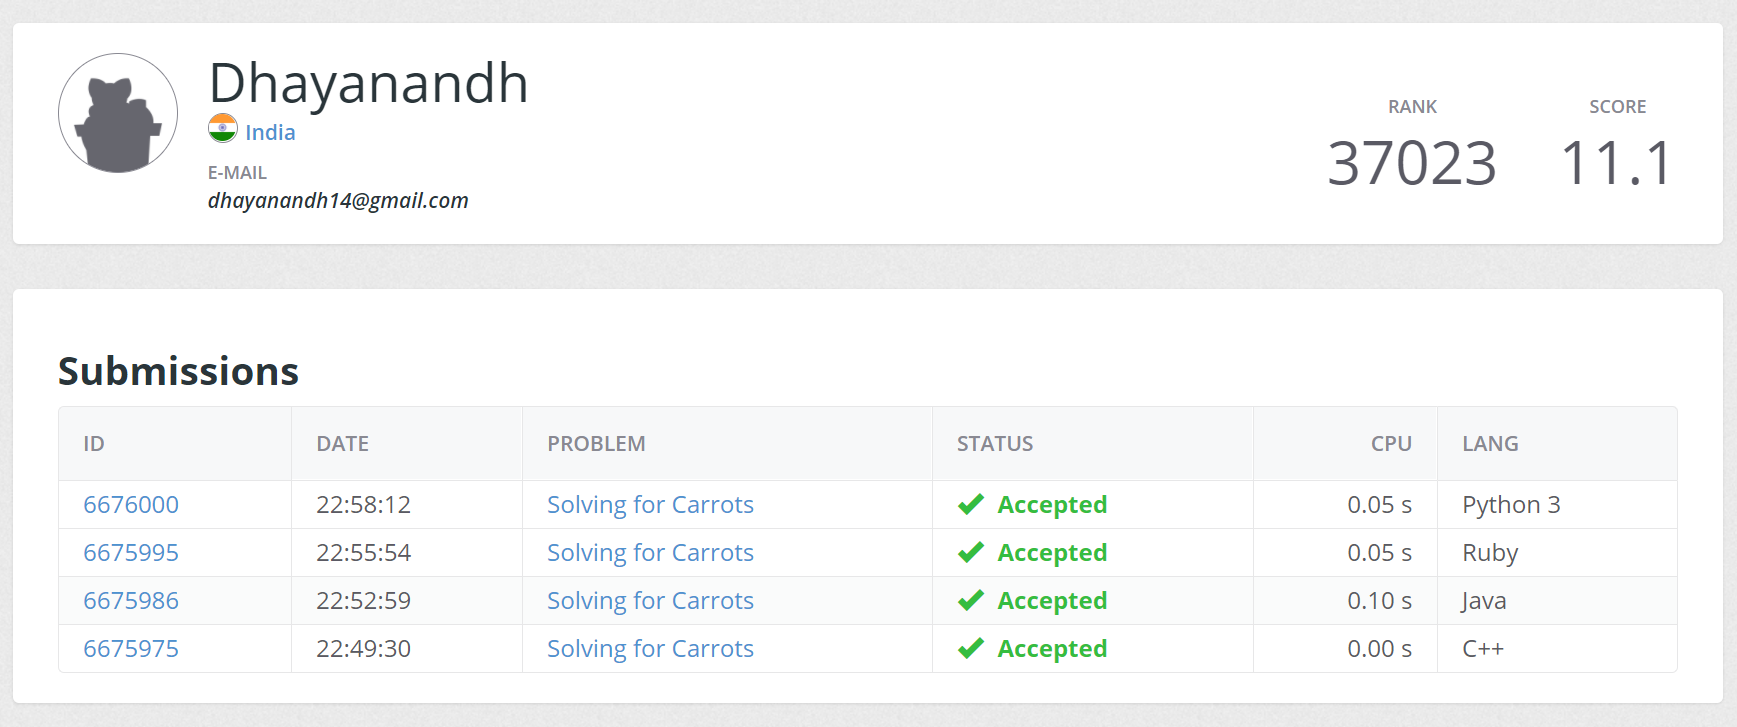 Dhayanandh
India
E-MAIL
dhayanandh14@gmail.com
RANK SCORE
37023 11.1
Submissions
ID DATE PROBLEM STATUS CPU LANG
6676000 22:58:12 Solving for Carrots Accepted 0.05 s Python 3
6675995 22:55:54 Solving for Carrots Accepted 0.05 s Ruby
6675986 22:52:59 Solving for Carrots Accepted 0.10 s Java
6675975 22:49:30 Solving for Carrots Accepted 0.00 s C++